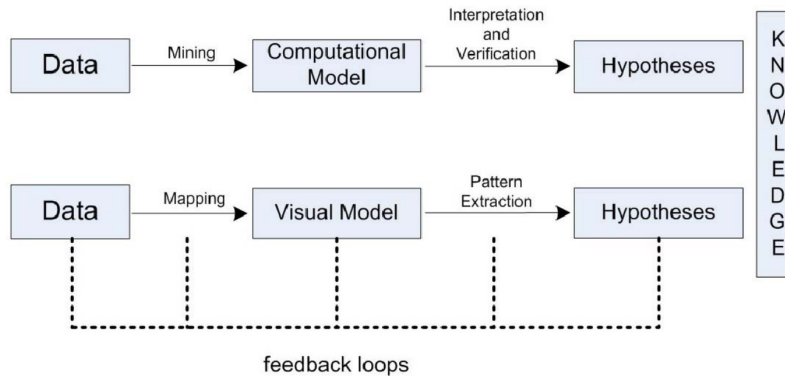 Data
Mining
Computational
Model
Interpretation
and
Verification
Hypotheses
Data
Mapping
Visual Model
Pattern
Extraction
Hypotheses
K
N
O
W
L
E
D
G
E
feedback loops